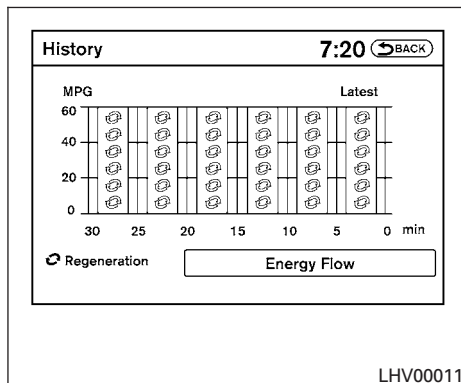 History 7:20 BACK
MPG Latest
60
40
20
0
30 25 20 15 10 5 0 min
Regeneration Energy Flow
LHV00011